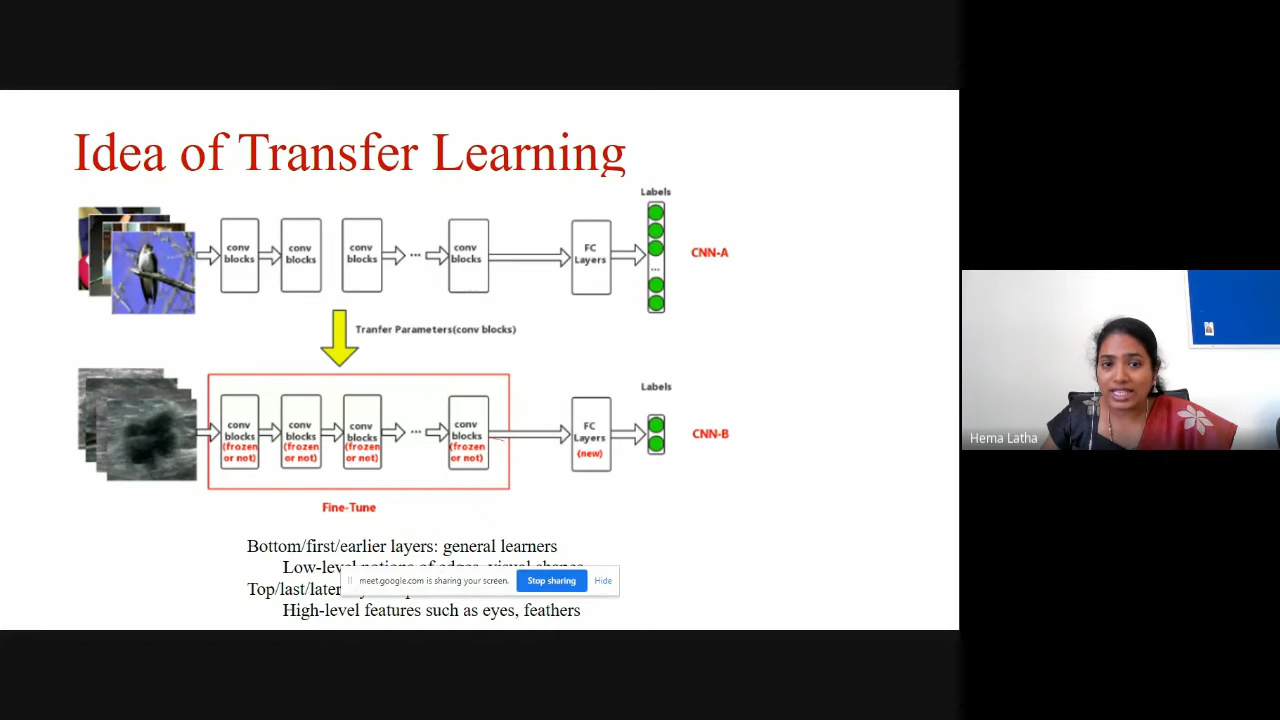 Idea of Transfer Learning
Labels
conv blocks
conv blocks
conv blocks
...
conv blocks
FC Layers
...
CNN-A
Tranfer Parameters(conv blocks)
Labels
conv blocks (frozen or not)
conv blocks (frozen or not)
conv blocks (frozen or not)
...
conv blocks (frozen or not)
FC Layers (new)
CNN-B
Fine-Tune
Bottom/first/earlier layers: general learners
Low-level notions of edges, visual shapes
Top/last/later
High-level features such as eyes, feathers
meet.google.com is sharing your screen.
Stop sharing
Hide
Hema Latha